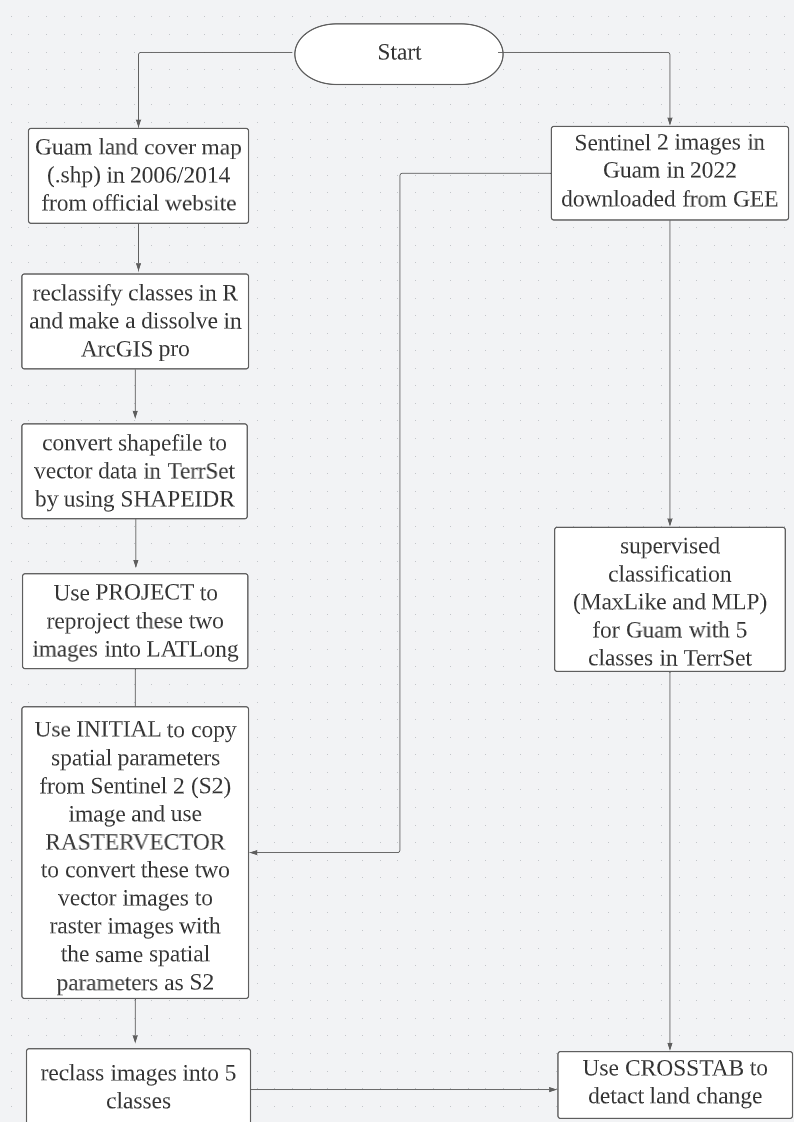 Start
Guam land cover map
(.shp) in 2006/2014
from official website
reclassify classes in R
and make a dissolve in
ArcGIS pro
convert shapefile to
vector data in TerrSet
by using SHAPEIDR
Use PROJECT to
reproject these two
images into LATLong
Use INITIAL to copy
spatial parameters
from Sentinel 2 (S2)
image and use
RASTERVECTOR
to convert these two
vector images to
raster images with
the same spatial
parameters as S2
reclass images into 5
classes
Sentinel 2 images in
Guam in 2022
downloaded from GEE
supervised
classification
(MaxLike and MLP)
for Guam with 5
classes in TerrSet
Use CROSSTAB to
detact land change